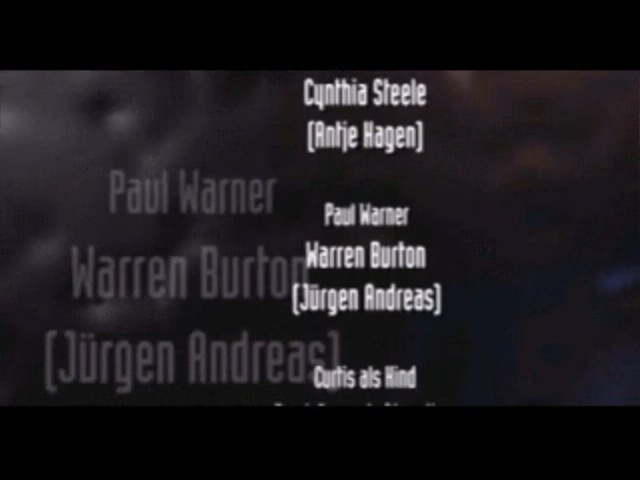 Cynthia Steele
(Antje Hagen)
Paul Warner
Warren Burton
(Jürgen Andreas)
Paul Warner
Warren Burton
(Jürgen Andreas)
Curtis als Kind